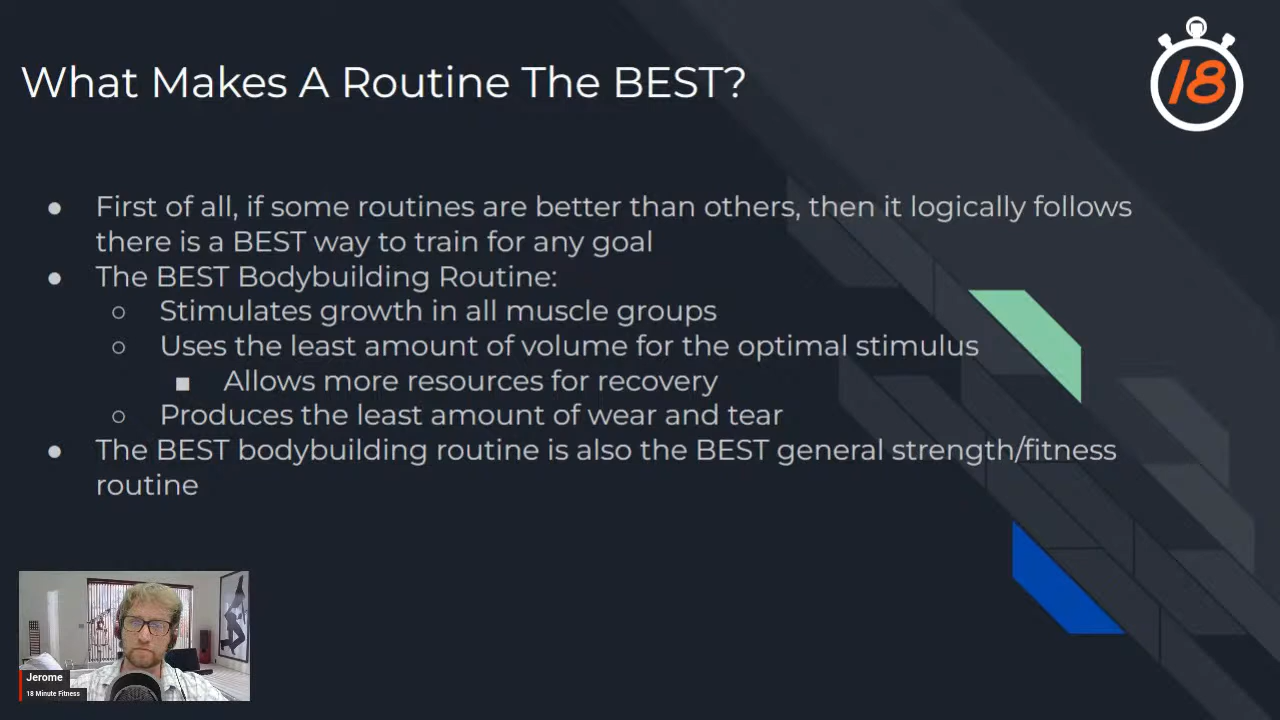 What Makes A Routine The BEST?
18
● First of all, if some routines are better than others, then it logically follows
there is a BEST way to train for any goal
● The BEST Bodybuilding Routine:
○ Stimulates growth in all muscle groups
○ Uses the least amount of volume for the optimal stimulus
■ Allows more resources for recovery
○ Produces the least amount of wear and tear
● The BEST bodybuilding routine is also the BEST general strength/fitness
routine
Jerome
18 Minute Fitness